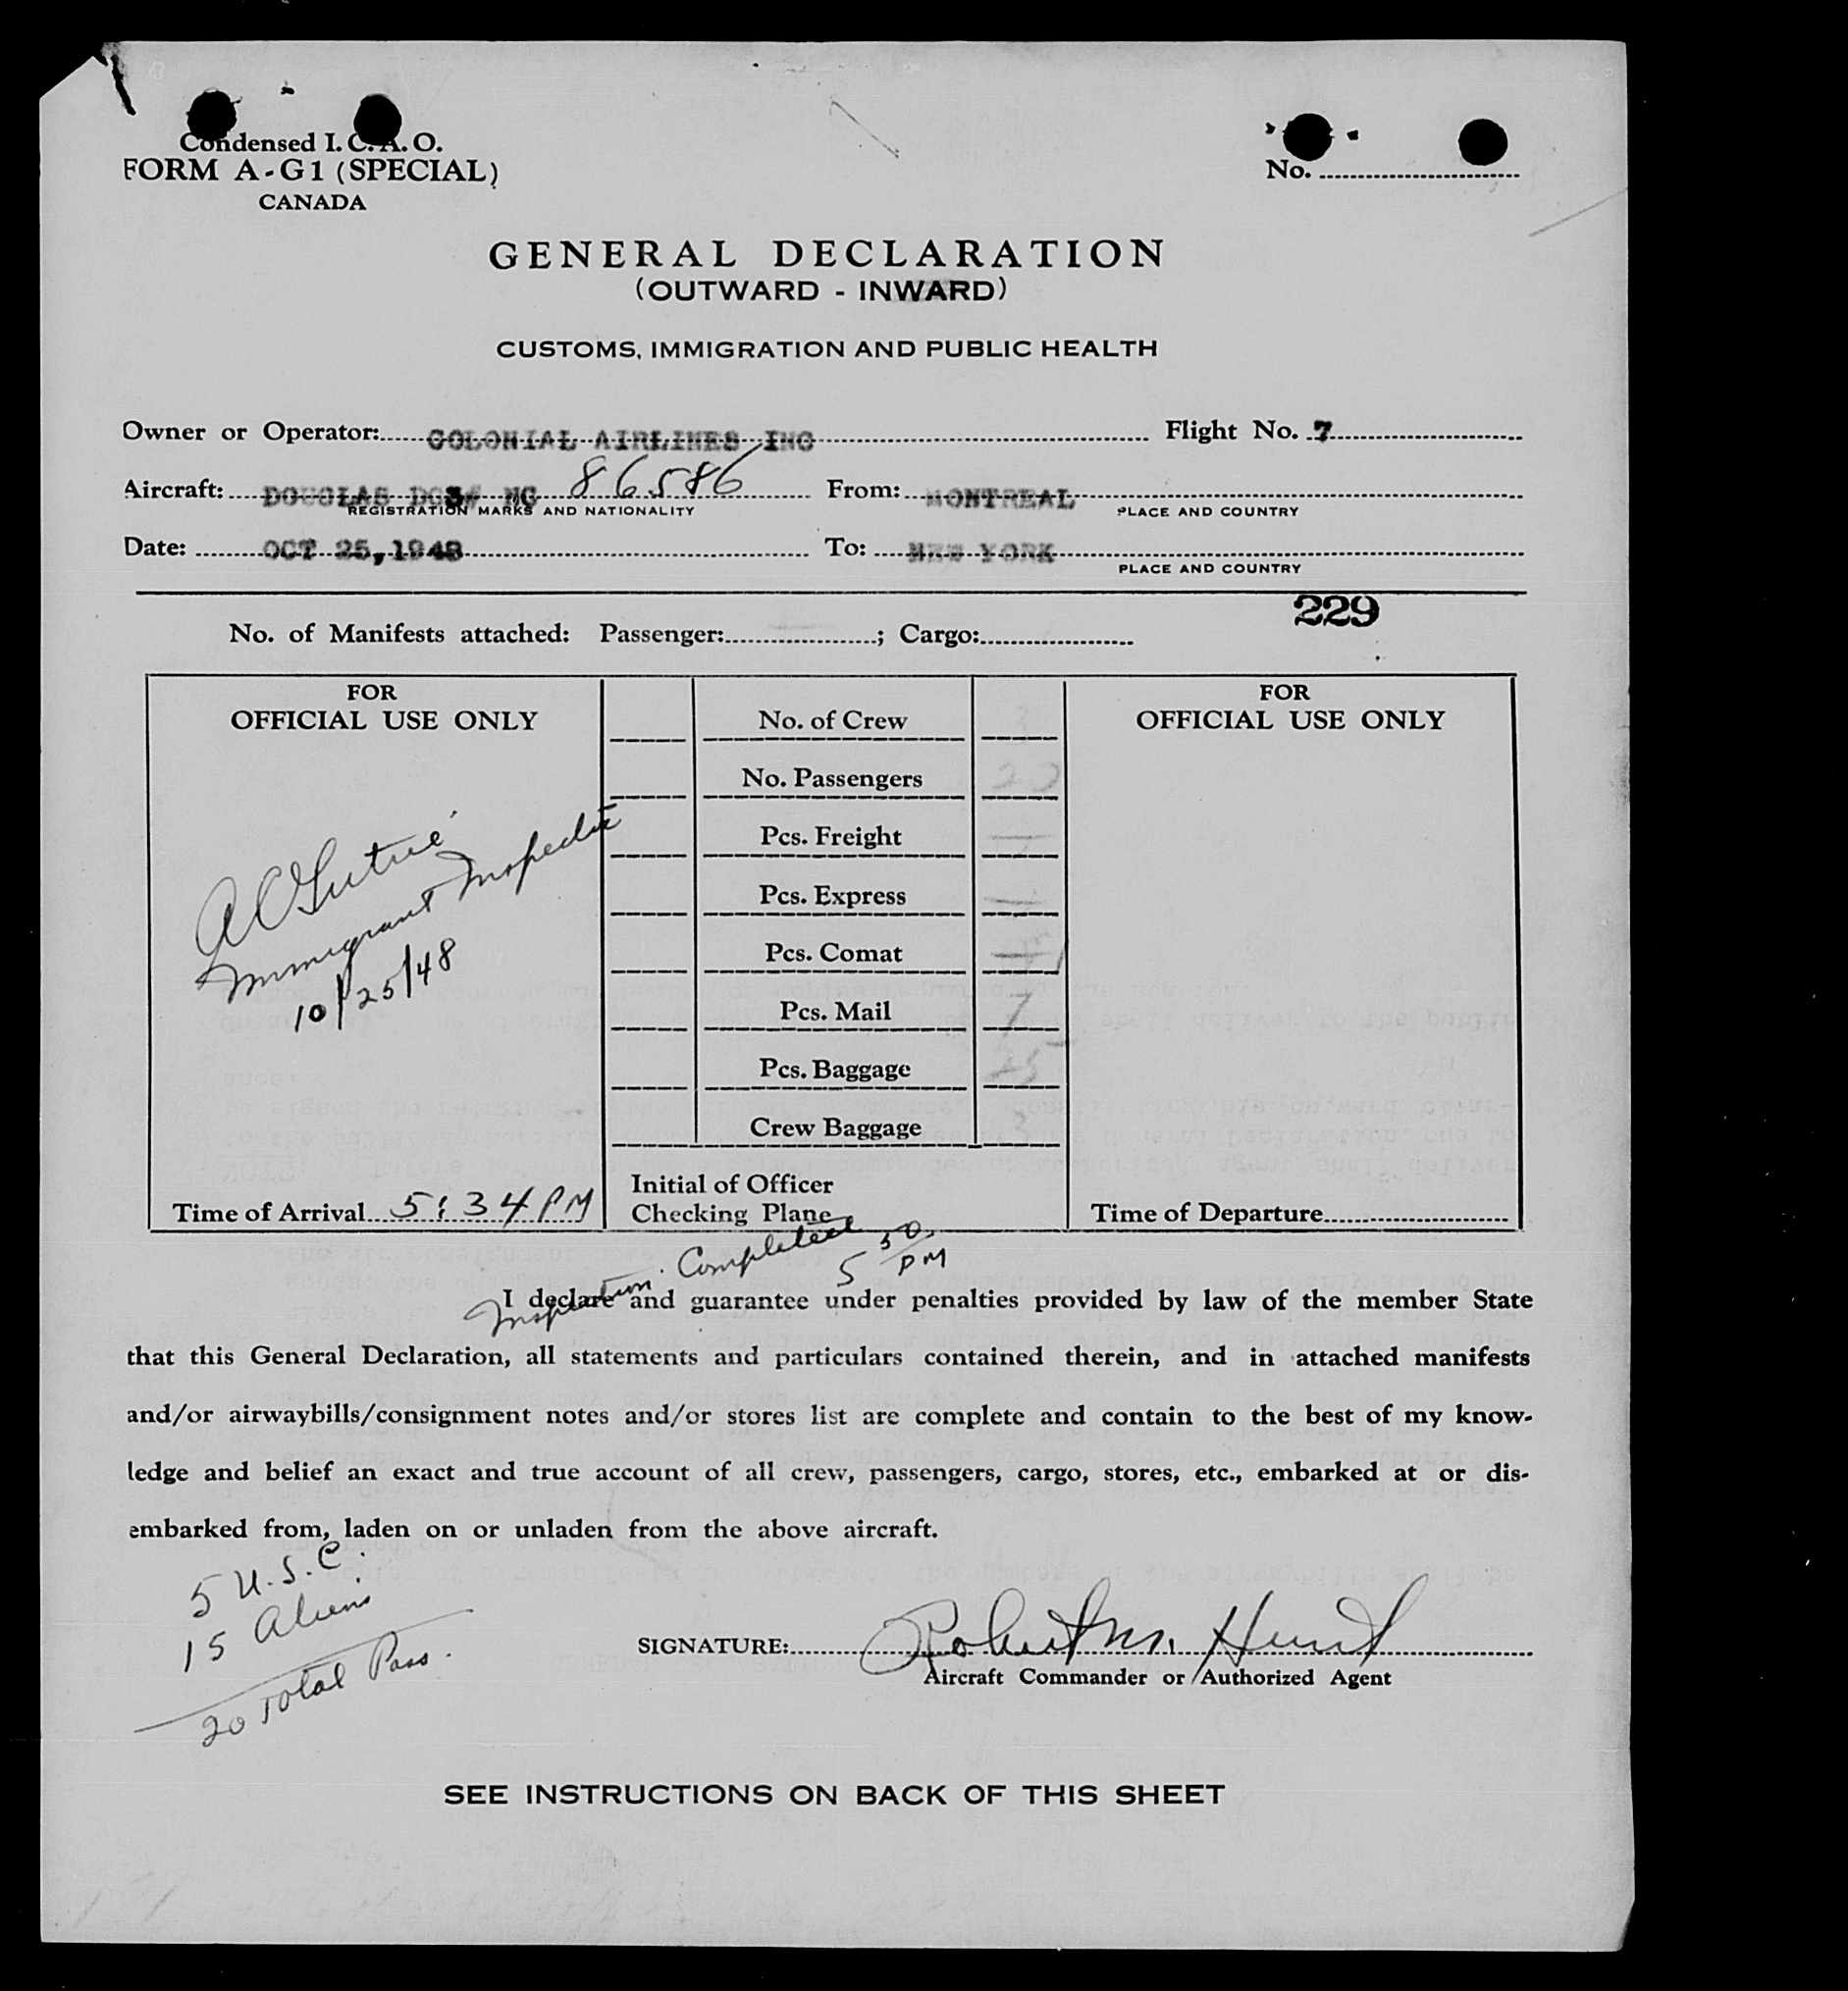 Condensed I. C. A. O.
FORM A-G1 (SPECIAL)
CANADA
No.
GENERAL DECLARATION
(OUTWARD - INWARD)
CUSTOMS, IMMIGRATION AND PUBLIC HEALTH
Owner or Operator: COLONIAL AIRLINES INC Flight No. 7
Aircraft: DOUGLAS DC3 NC 86586 From: MONTREAL
REGISTRATION MARKS AND NATIONALITY PLACE AND COUNTRY
Date: OCT 25, 1948 To: NEW YORK
PLACE AND COUNTRY
229
No. of Manifests attached: Passenger: ; Cargo:
FOR OFFICIAL USE ONLY
No. of Crew 3
No. Passengers 20
Pcs. Freight
Pcs. Express
Pcs. Comat
Pcs. Mail 7
Pcs. Baggage 25
Crew Baggage 3
FOR OFFICIAL USE ONLY
Immigrant Inspector
10/25/48
Time of Arrival 5:34 PM
Initial of Officer
Checking Plane
Time of Departure
Inspection Completed 5 50 PM
I declare and guarantee under penalties provided by law of the member State
that this General Declaration, all statements and particulars contained therein, and in attached manifests
and/or airwaybills/consignment notes and/or stores list are complete and contain to the best of my know-
ledge and belief an exact and true account of all crew, passengers, cargo, stores, etc., embarked at or dis-
embarked from, laden on or unladen from the above aircraft.
5 U.S.C.
15 Aliens
20 Total Pass.
SIGNATURE: Robert M. Hunt
Aircraft Commander or Authorized Agent
SEE INSTRUCTIONS ON BACK OF THIS SHEET